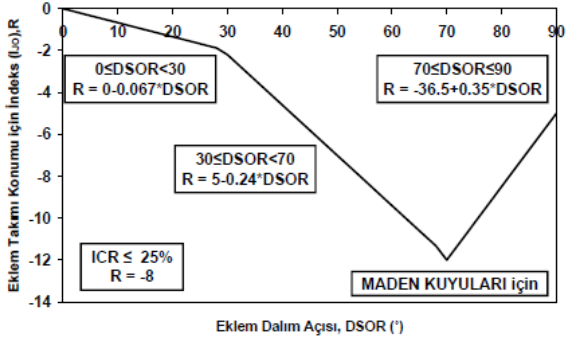 Eklem Takımı Konumu için İndeks (IJO),R
0
-2
-4
-6
-8
-10
-12
-14
0 10 20 30 40 50 60 70 80 90
0≤DSOR<30
R = 0-0.067*DSOR
70≤DSOR≤90
R = -36.5+0.35*DSOR
30≤DSOR<70
R = 5-0.24*DSOR
ICR ≤ 25%
R = -8
MADEN KUYULARI için
Eklem Dalım Açısı, DSOR (°)